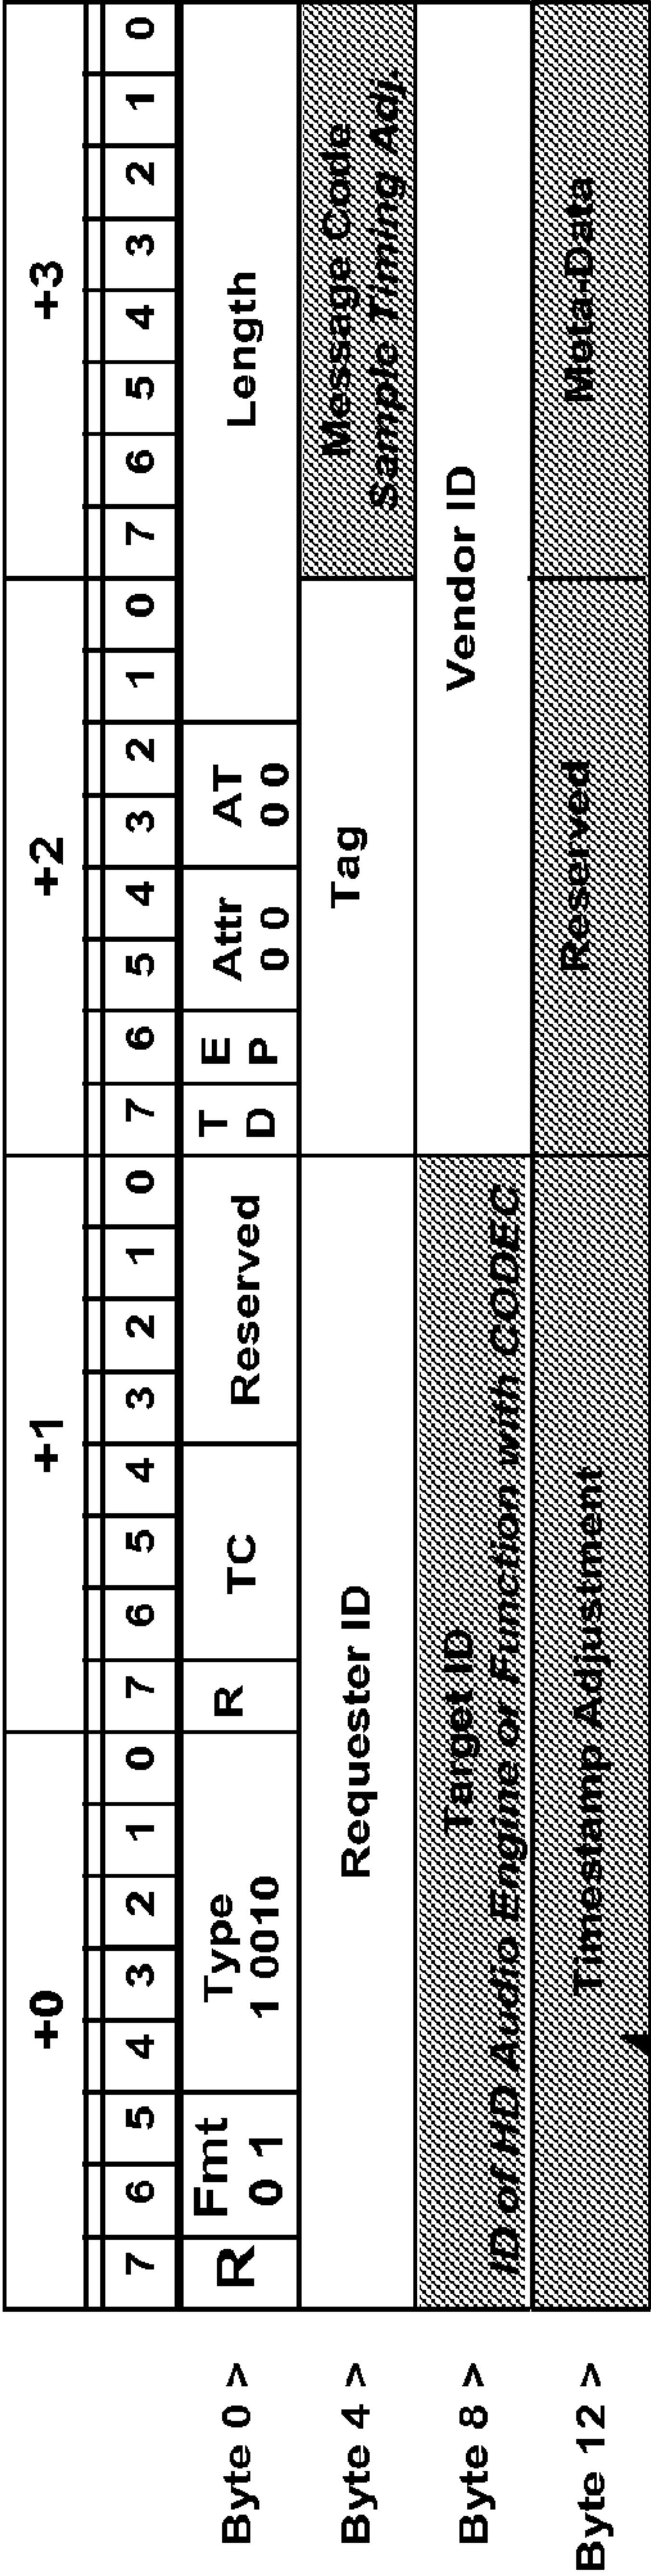 +0 +1 +2 +3
7 6 5 4 3 2 1 0 7 6 5 4 3 2 1 0 7 6 5 4 3 2 1 0 7 6 5 4 3 2 1 0
Byte 0 > R Fmt Type R TC Reserved T E Attr AT Length
0 1 1 0010 D P 0 0 0 0
Byte 4 > Requester ID Tag Message Code
Sample Timing Adj.
Byte 8 > Target ID Vendor ID
ID of HD Audio Engine or Function with CODEC
Byte 12 > Timestamp Adjustment Reserved Meta-Data